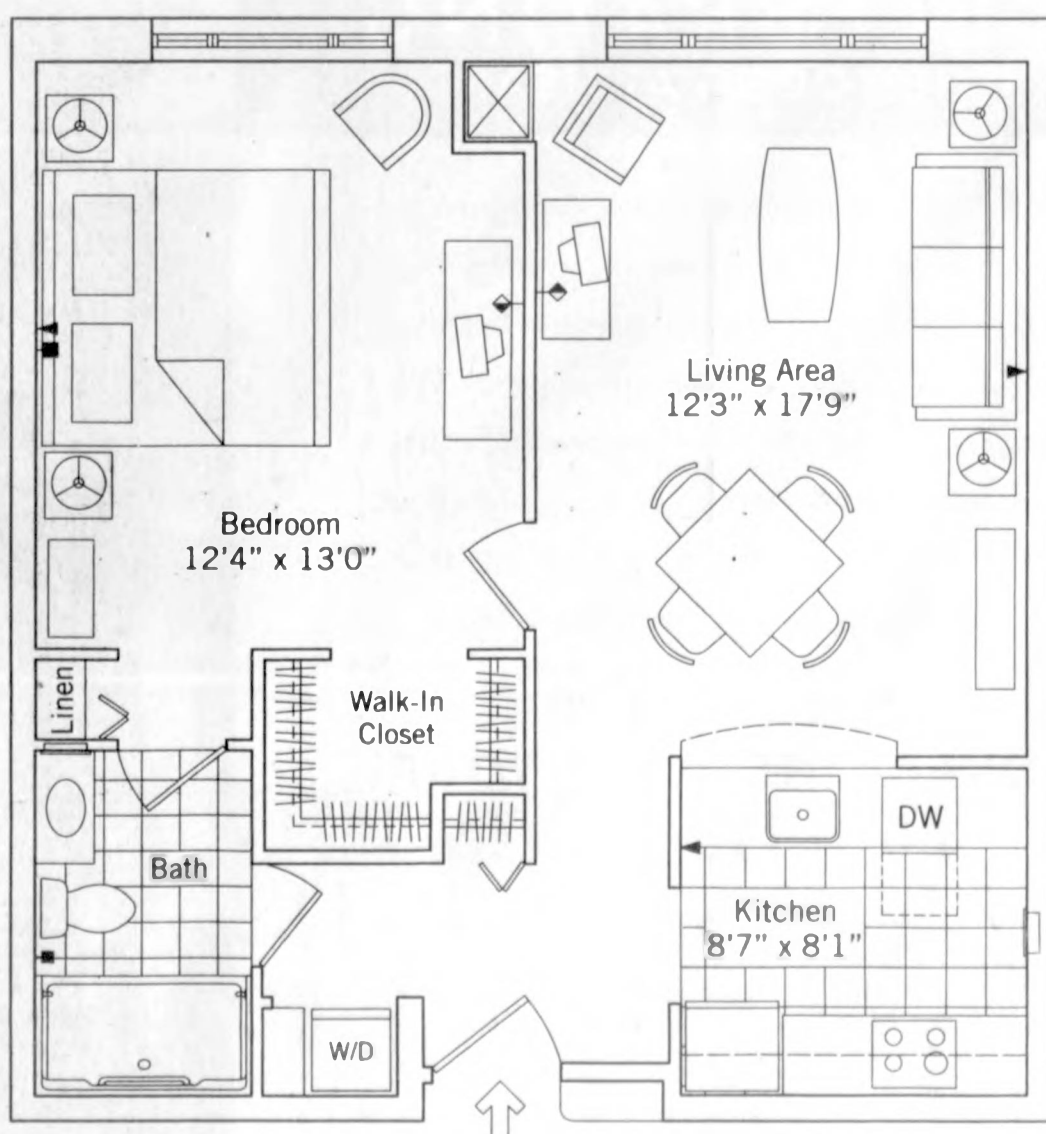 Living Area
12'3" x 17'9"
Bedroom
12'4" x 13'0"
Linen
Walk-In
Closet
Bath
DW
Kitchen
8'7" x 8'1"
W/D